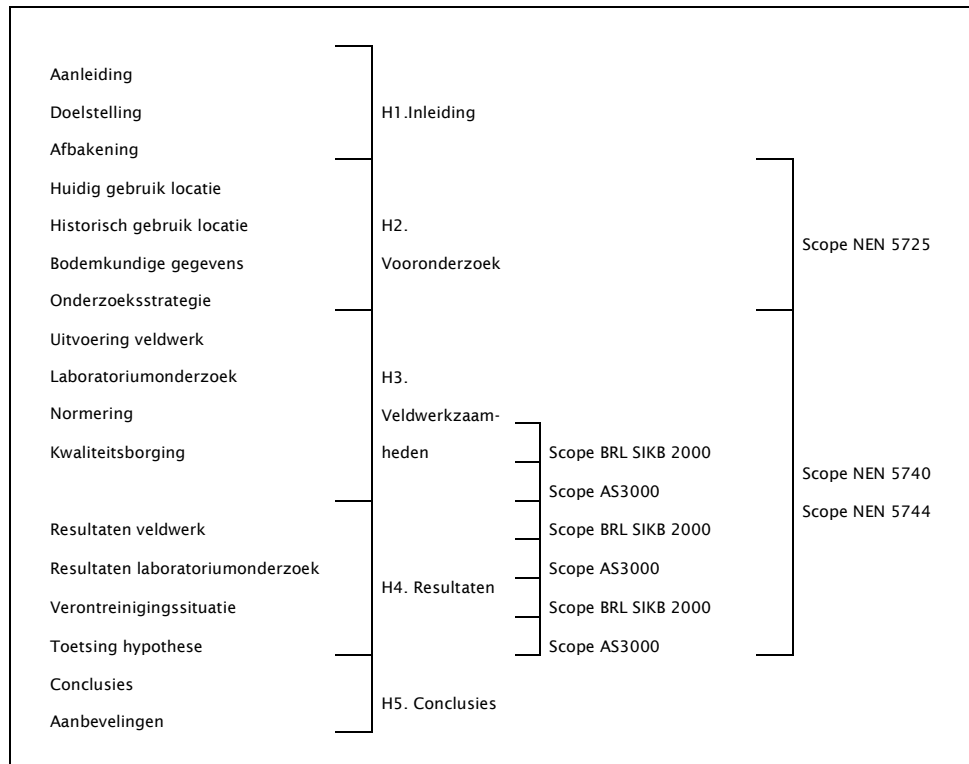 Aanleiding
Doelstelling
H1.Inleiding
Afbakening
Huidig gebruik locatie
Historisch gebruik locatie
H2.
Scope NEN 5725
Bodemkundige gegevens
Vooronderzoek
Onderzoeksstrategie
Uitvoering veldwerk
Laboratoriumonderzoek
H3.
Normering
Veldwerkzaam-
Kwaliteitsborging
heden
Scope BRL SIKB 2000
Scope NEN 5740
Scope AS3000
Scope NEN 5744
Resultaten veldwerk
Scope BRL SIKB 2000
Resultaten laboratoriumonderzoek
Scope AS3000
H4. Resultaten
Verontreinigingssituatie
Scope BRL SIKB 2000
Toetsing hypothese
Scope AS3000
Conclusies
H5. Conclusies
Aanbevelingen